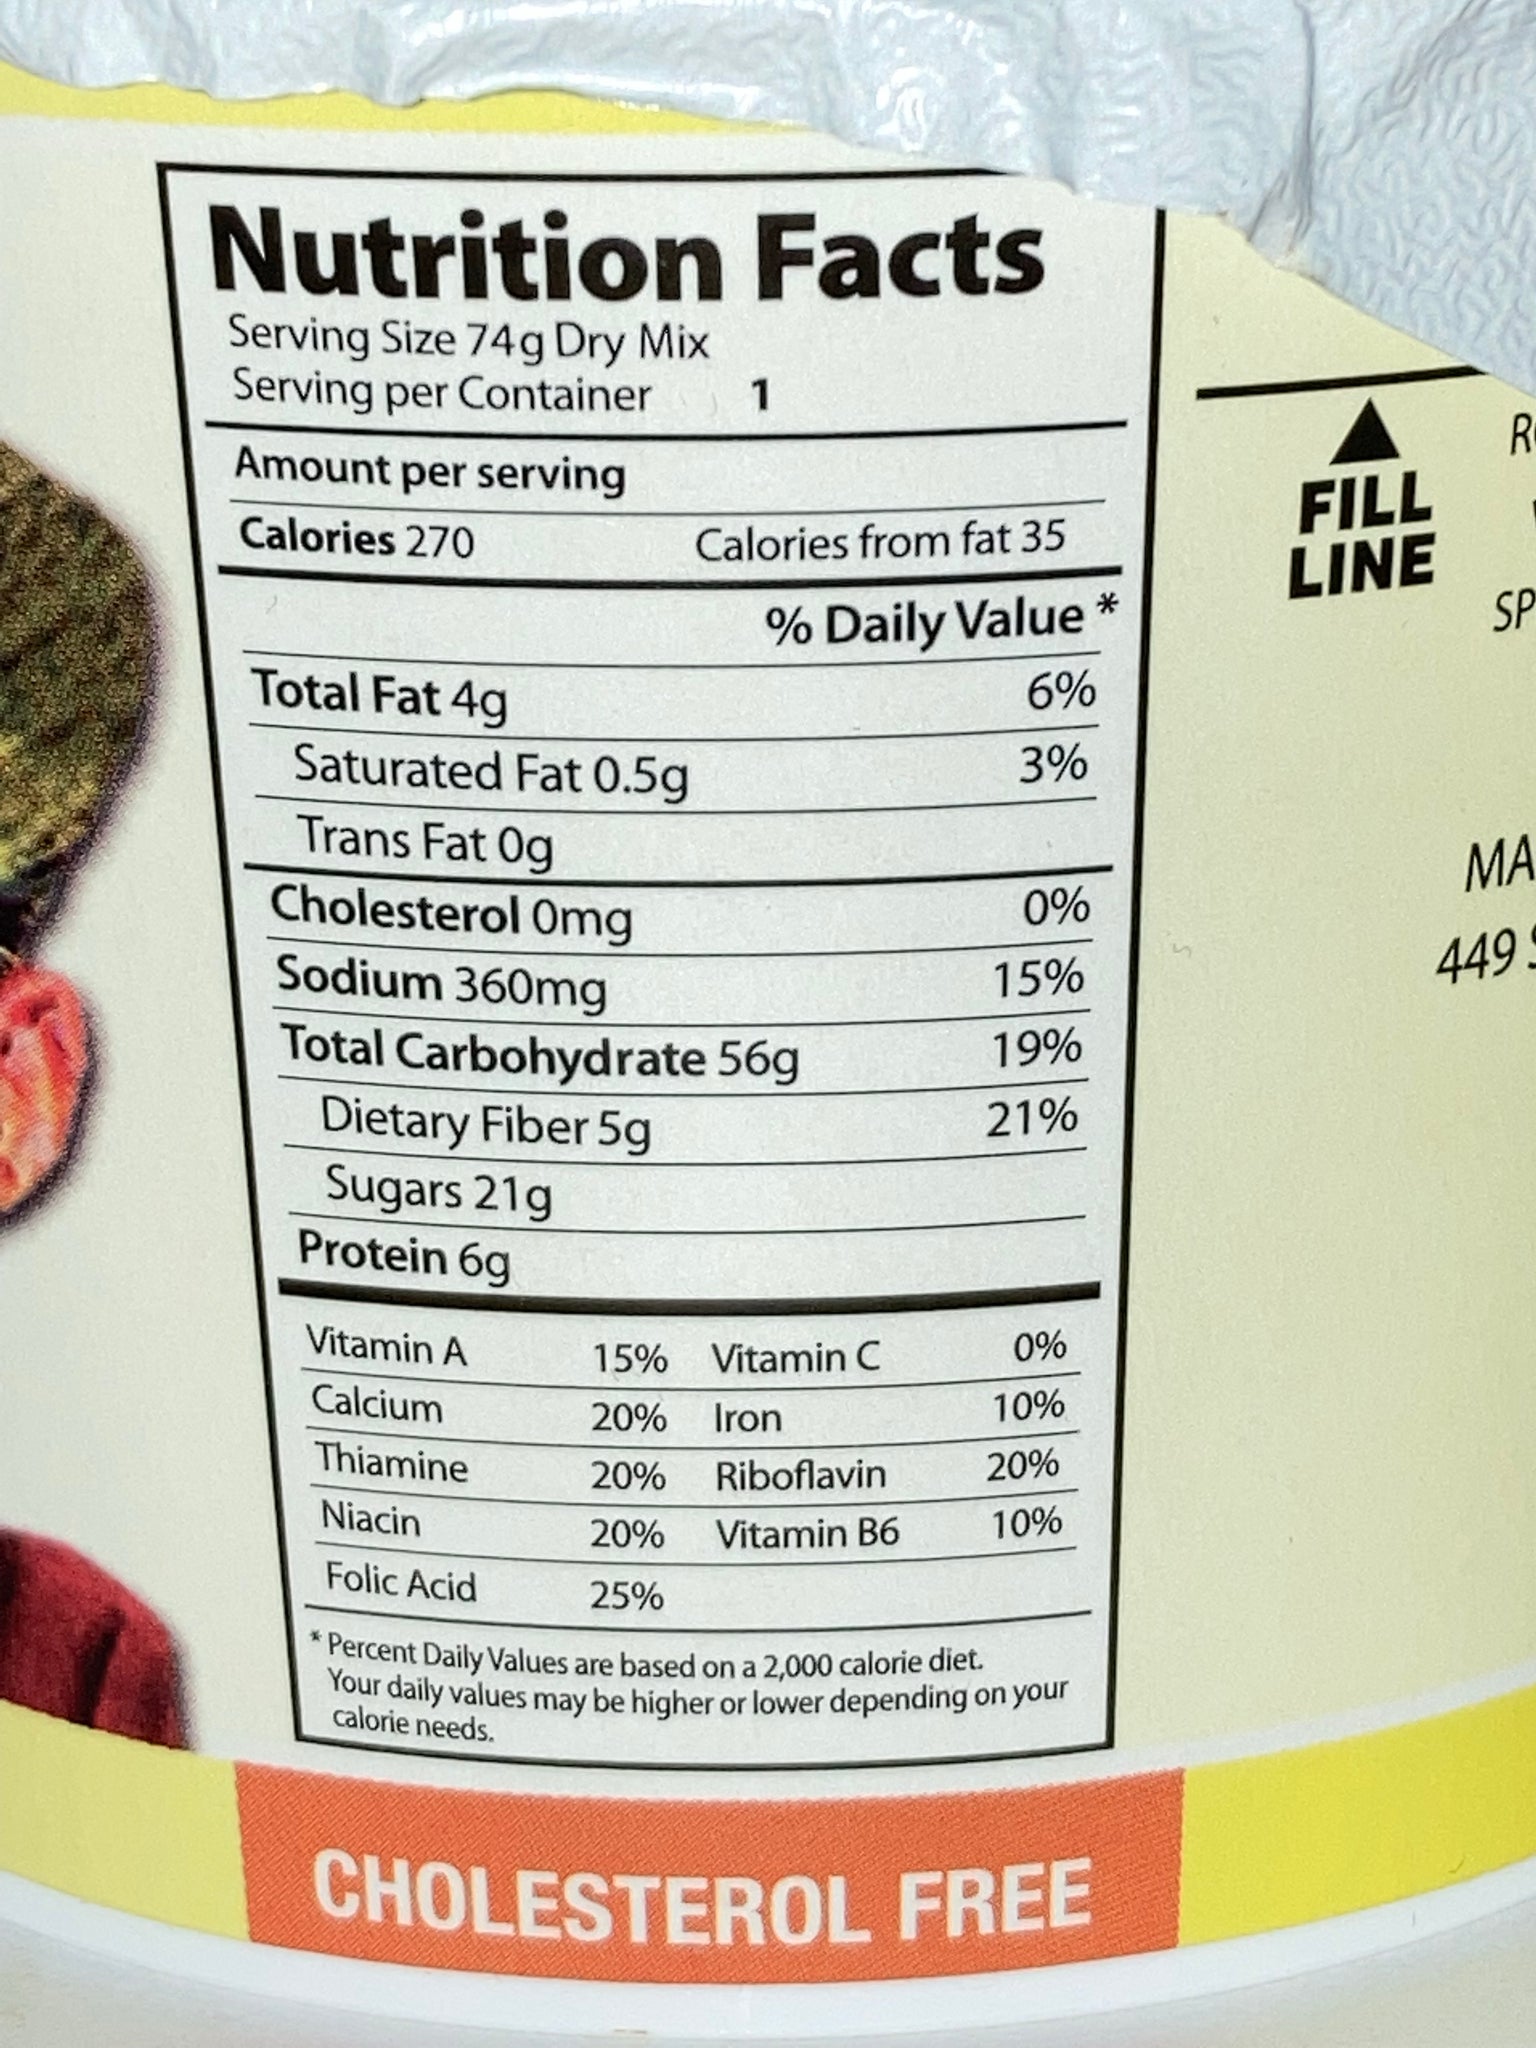 Nutrition Facts
Serving Size 74g Dry Mix
Serving per Container 1
Amount per serving
Calories 270 Calories from fat 35
% Daily Value *
Total Fat 4g 6%
Saturated Fat 0.5g 3%
Trans Fat 0g
Cholesterol 0mg 0%
Sodium 360mg 15%
Total Carbohydrate 56g 19%
Dietary Fiber 5g 21%
Sugars 21g
Protein 6g
Vitamin A 15% Vitamin C 0%
Calcium 20% Iron 10%
Thiamine 20% Riboflavin 20%
Niacin 20% Vitamin B6 10%
Folic Acid 25%
* Percent Daily Values are based on a 2,000 calorie diet.
Your daily values may be higher or lower depending on your
calorie needs.
CHOLESTEROL FREE
FILL
LINE
449